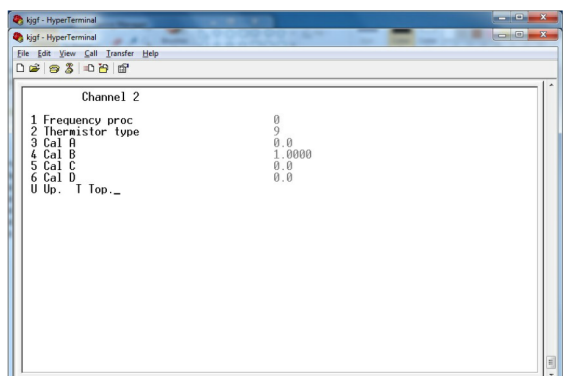 kjgf - HyperTerminal
kjgf - HyperTerminal
File Edit View Call Transfer Help
Channel 2
1 Frequency proc 0
2 Thermistor type 9
3 Cal A 0.0
4 Cal B 1.0000
5 Cal C 0.0
6 Cal D 0.0
U Up. T Top._